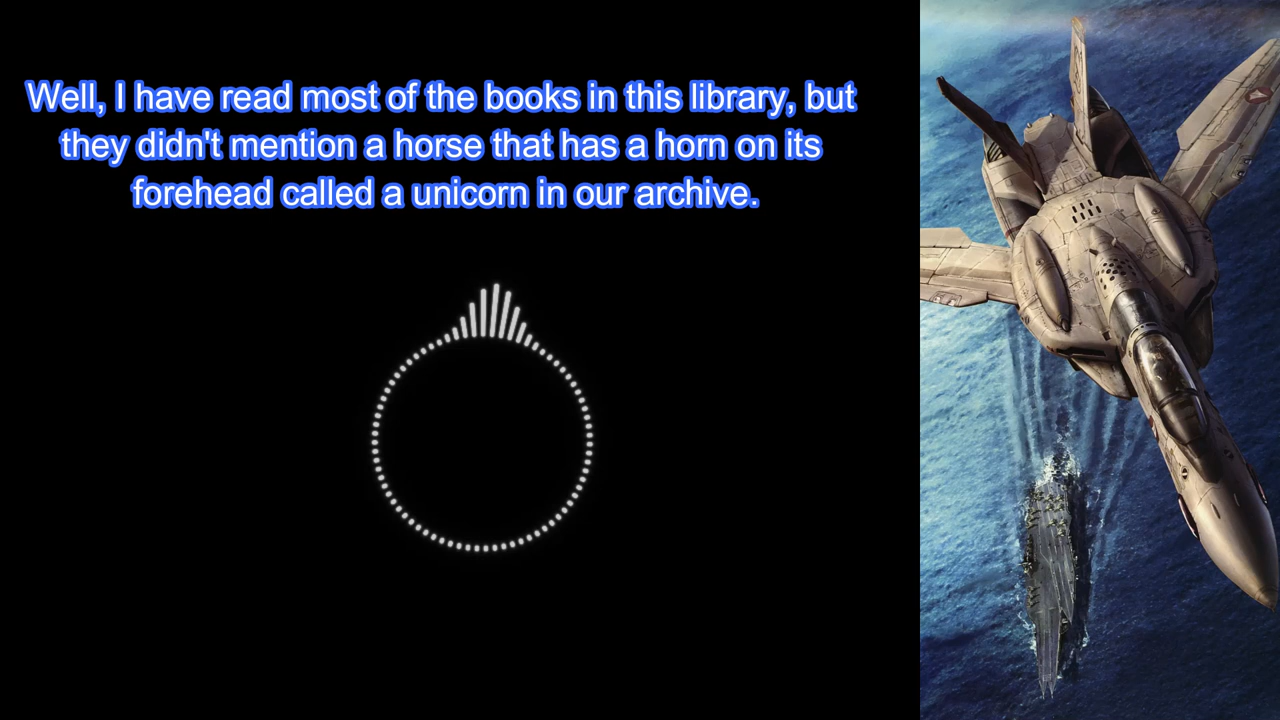 Well, I have read most of the books in this library, but
they didn't mention a horse that has a horn on its
forehead called a unicorn in our archive.